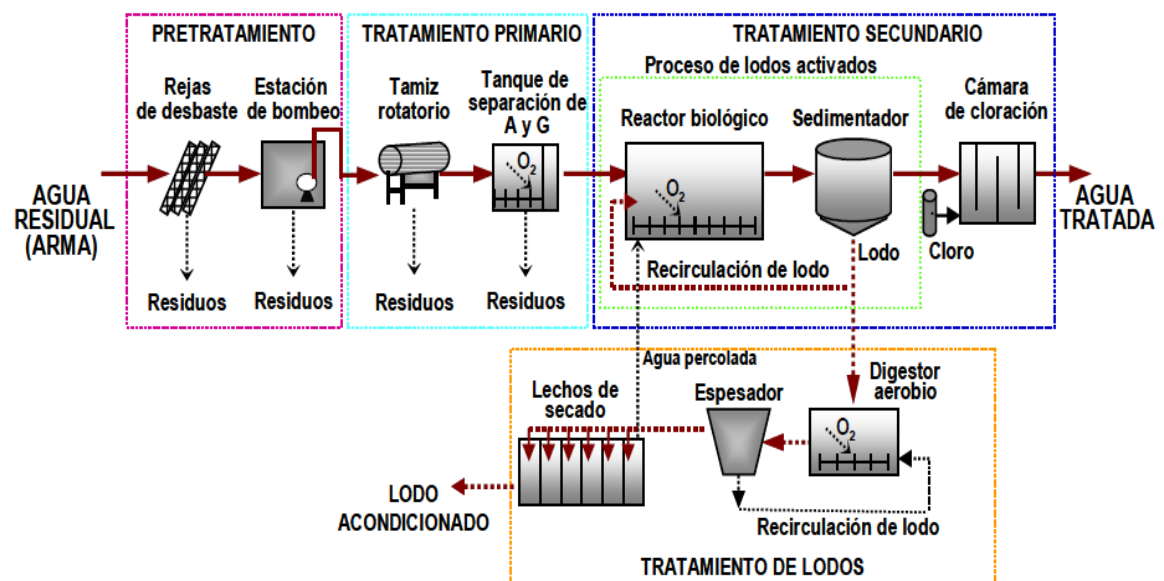 PRETRATAMIENTO
Rejas
de desbaste
Estación
de bombeo
AGUA
RESIDUAL
(ARMA)
Residuos
Residuos
TRATAMIENTO PRIMARIO
Tamiz
rotatorio
Tanque de
separación de
A y G
O2
Residuos
Residuos
TRATAMIENTO SECUNDARIO
Proceso de lodos activados
Reactor biológico
O2
Sedimentador
Recirculación de lodo
Lodo
Cámara
de cloración
Cloro
AGUA
TRATADA
Agua percolada
Lechos de
secado
Espesador
Digestor
aerobio
O2
LODO
ACONDICIONADO
Recirculación de lodo
TRATAMIENTO DE LODOS